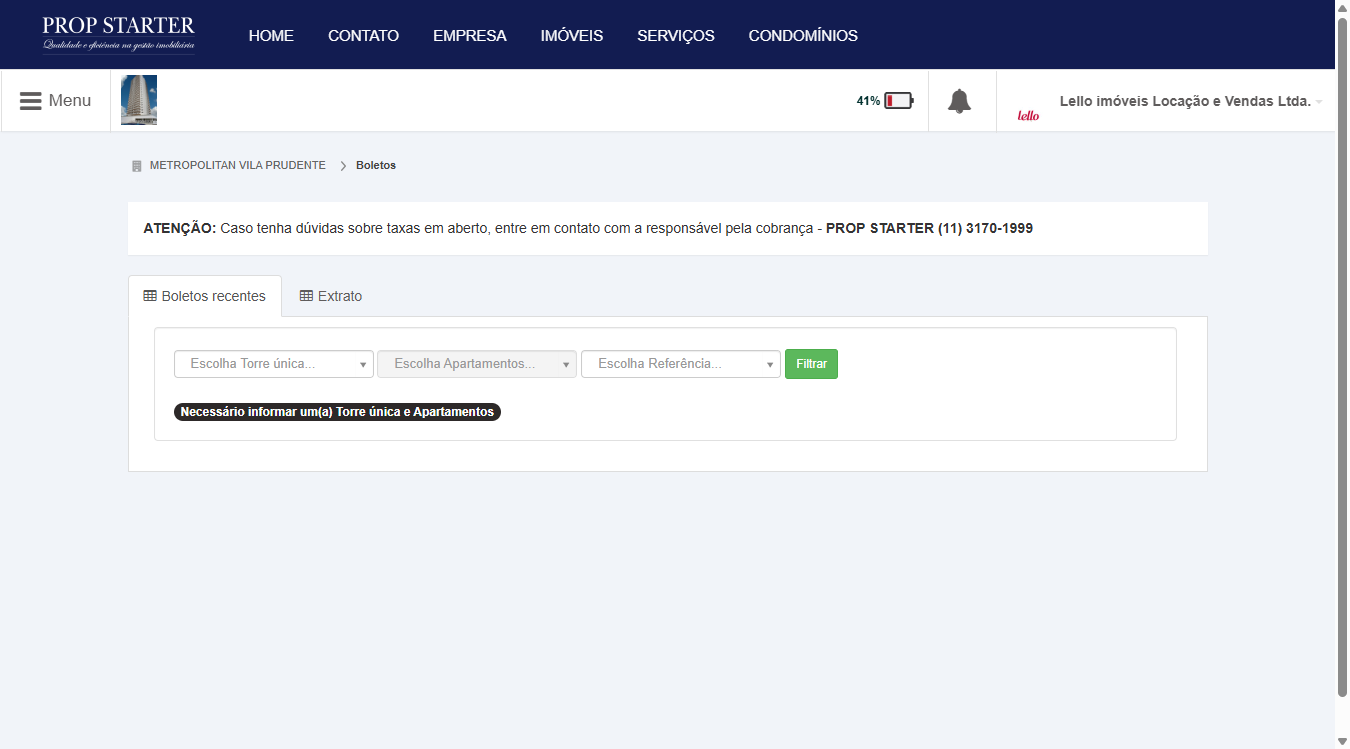 PROP STARTER
Qualidade e eficiência na gestão imobiliária
HOME CONTATO EMPRESA IMÓVEIS SERVIÇOS CONDOMÍNIOS
Menu
41%
lello
Lello imóveis Locação e Vendas Ltda.
METROPOLITAN VILA PRUDENTE Boletos
ATENÇÃO: Caso tenha dúvidas sobre taxas em aberto, entre em contato com a responsável pela cobrança - PROP STARTER (11) 3170-1999
Boletos recentes Extrato
Escolha Torre única... Escolha Apartamentos... Escolha Referência... Filtrar
Necessário informar um(a) Torre única e Apartamentos